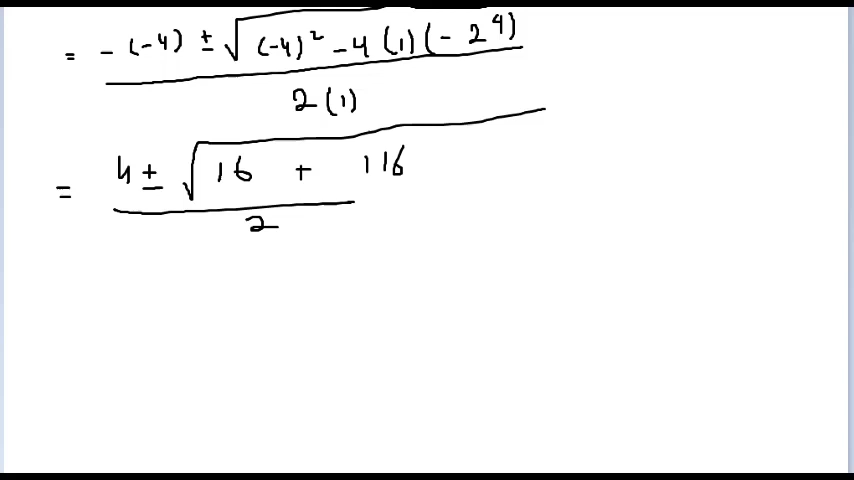 = -(-4) ± √(-4)² - 4(1)(-2⁴)
2(1)
= 4 ± √16 + 116
2